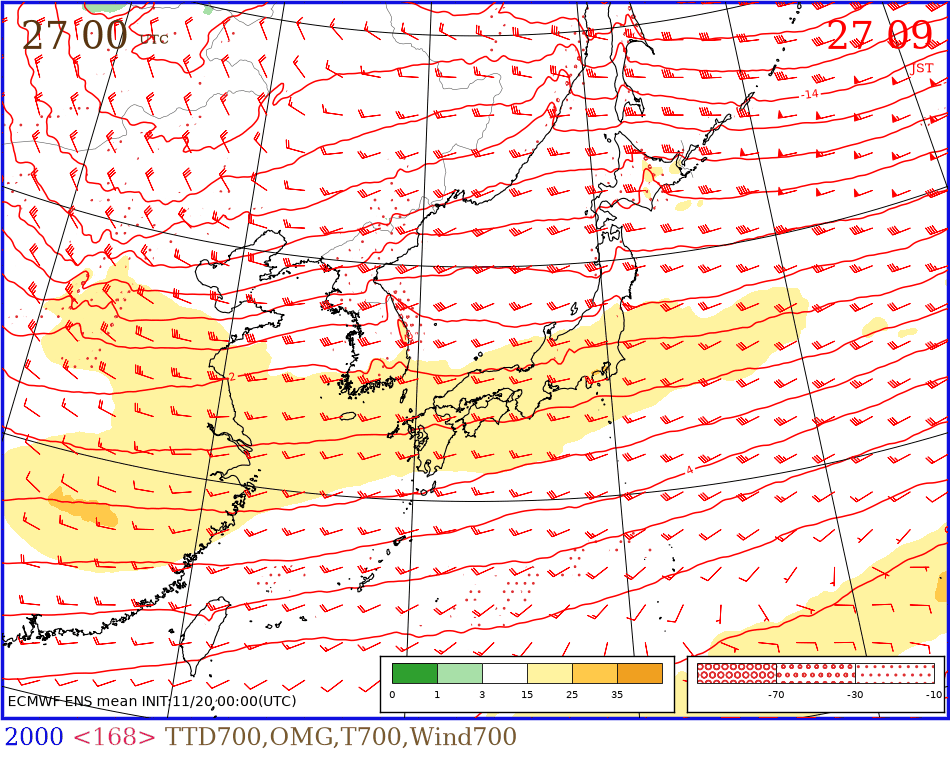 27 00 UTC 27 09
JST
-14
2
4
0 1 3 15 25 35 -70 -30 -10
ECMWF ENS mean INIT:11/20 00:00(UTC)
2000 <168> TTD700,OMG,T700,Wind700